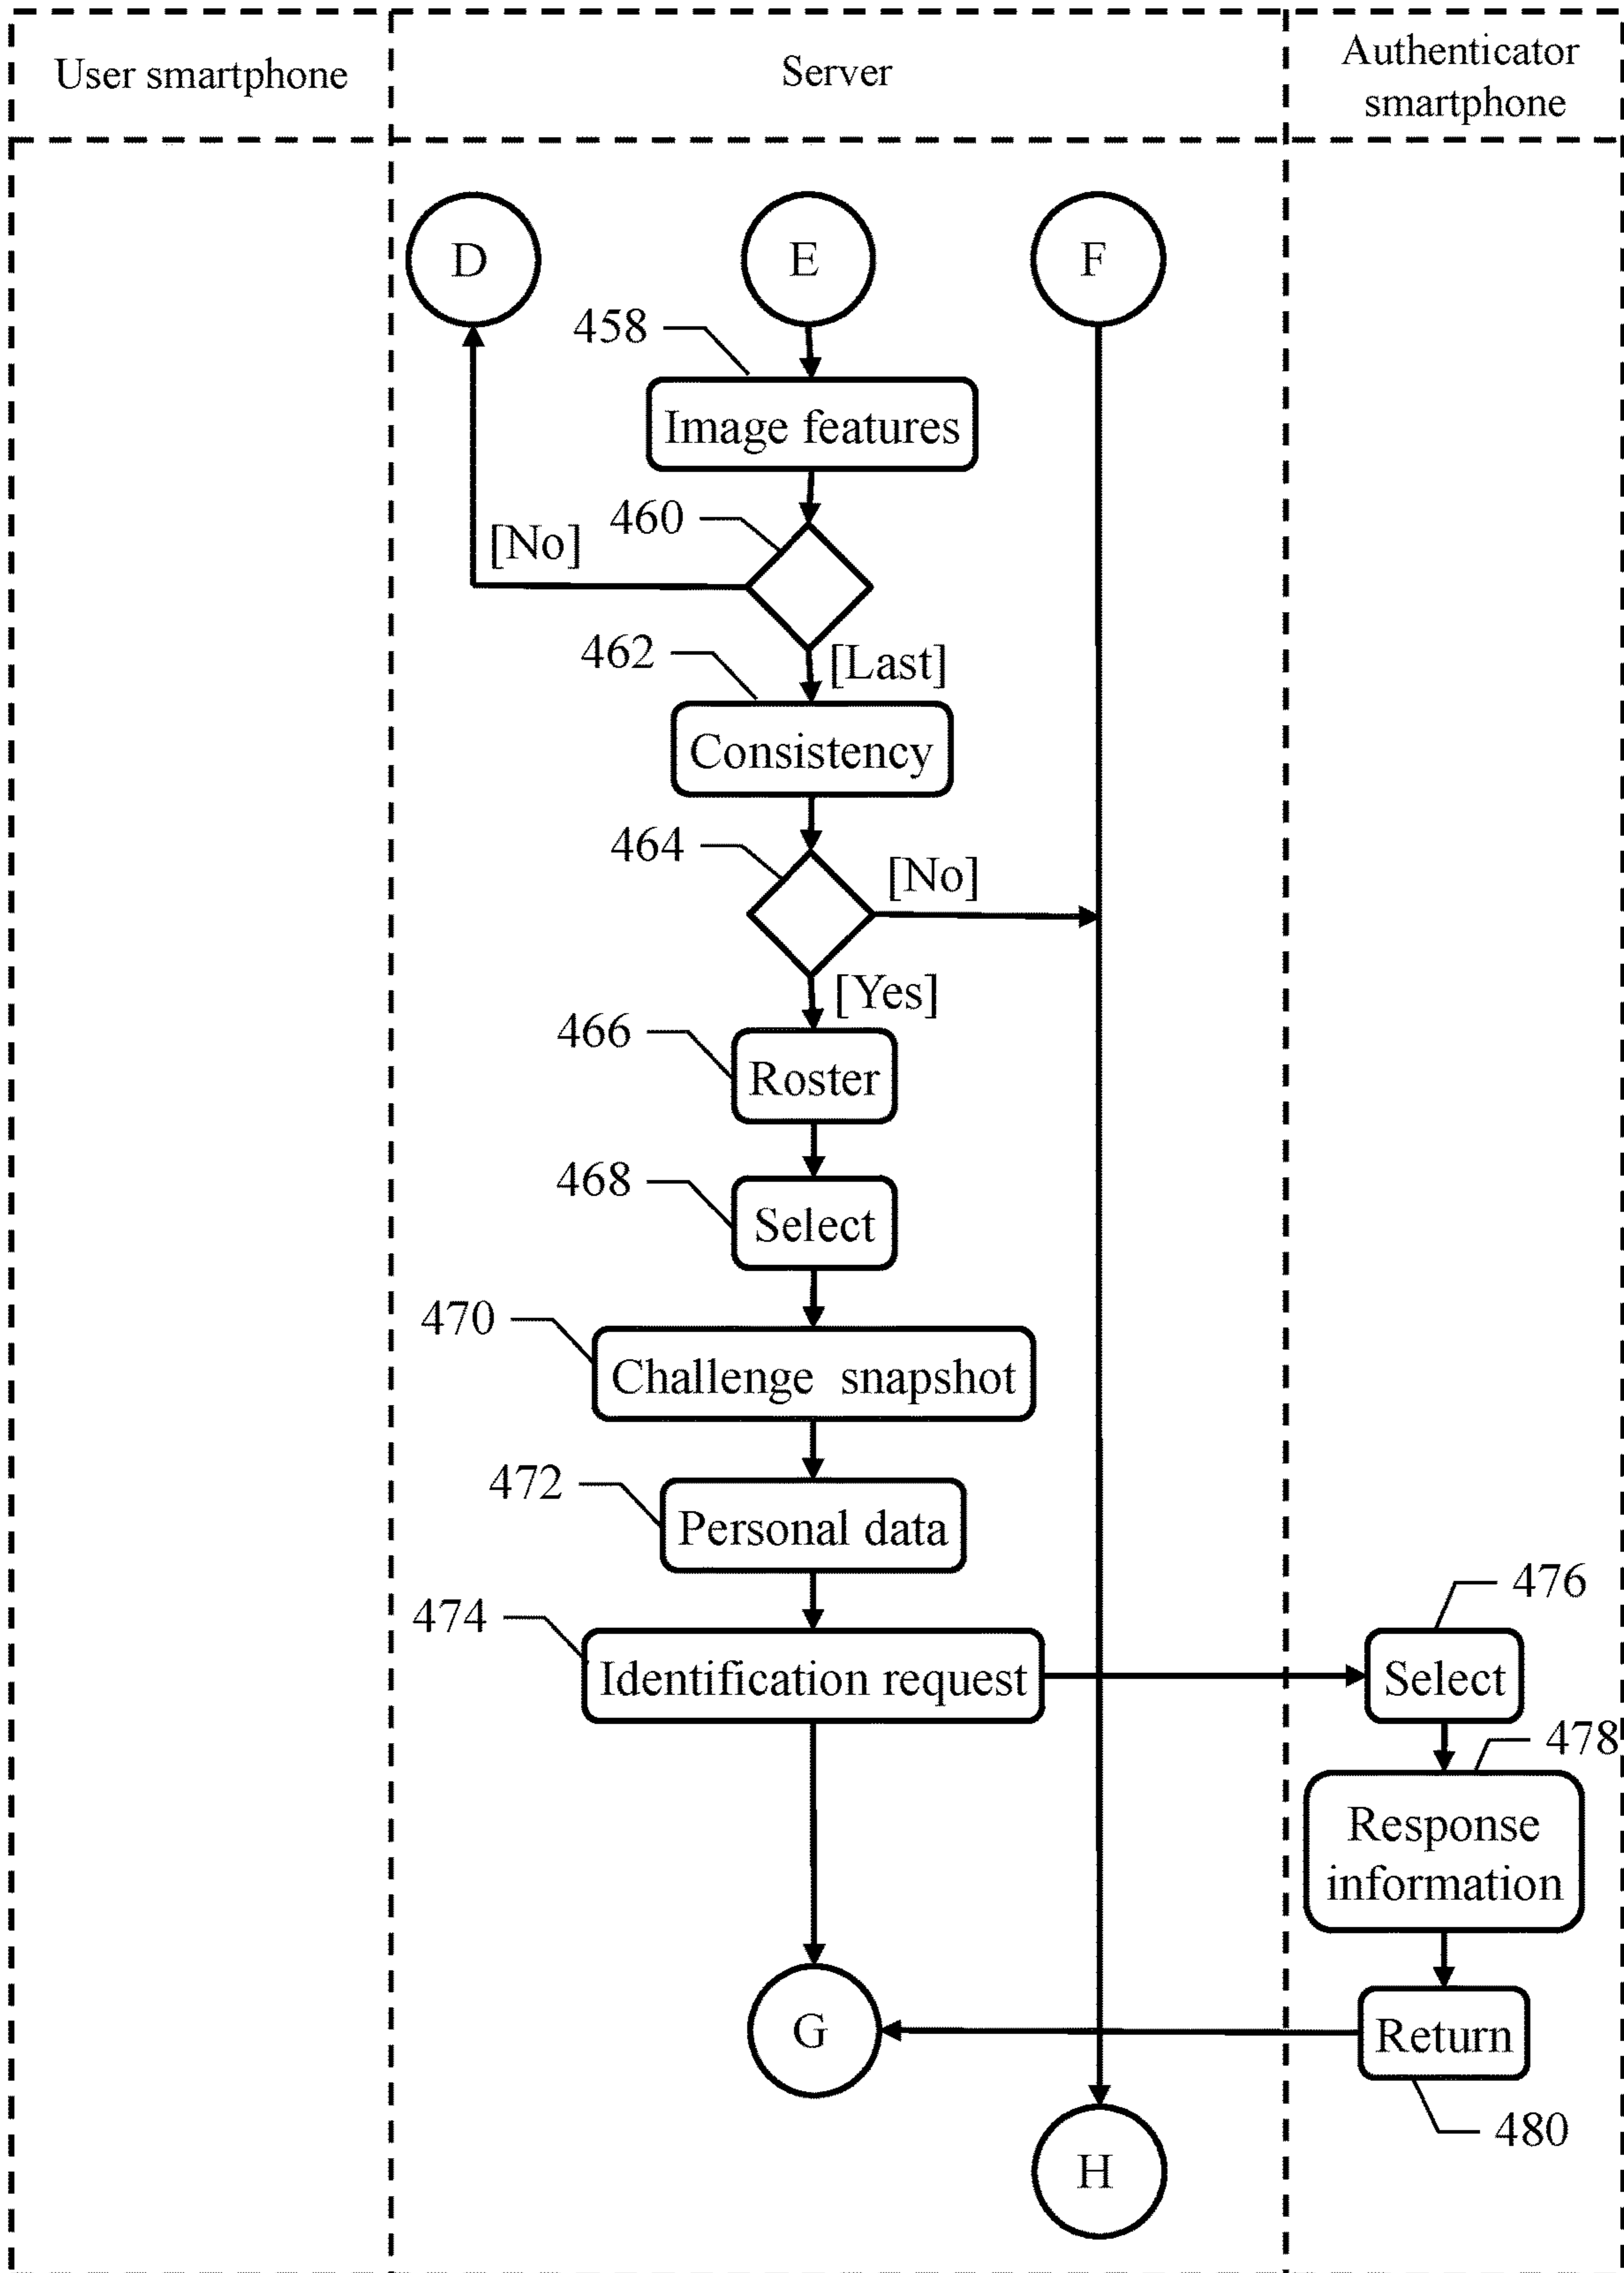 User smartphone
Server
Authenticator
smartphone
D
E
F
458
Image features
460
[No]
462
[Last]
Consistency
464
[No]
[Yes]
466
Roster
468
Select
470
Challenge snapshot
472
Personal data
476
474
Identification request
Select
478
Response
information
G
Return
480
H